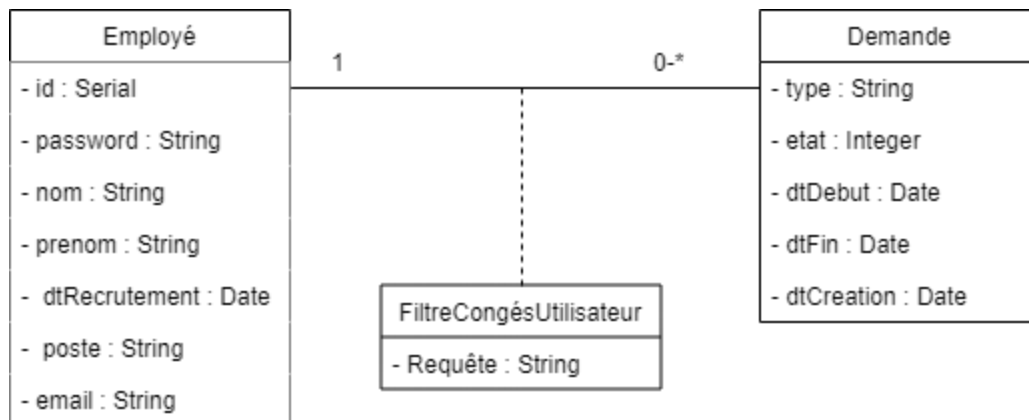 Employé
- id : Serial
- password : String
- nom : String
- prenom : String
- dtRecrutement : Date
- poste : String
- email : String
1
0-*
Demande
- type : String
- etat : Integer
- dtDebut : Date
- dtFin : Date
- dtCreation : Date
FiltreCongésUtilisateur
- Requête : String